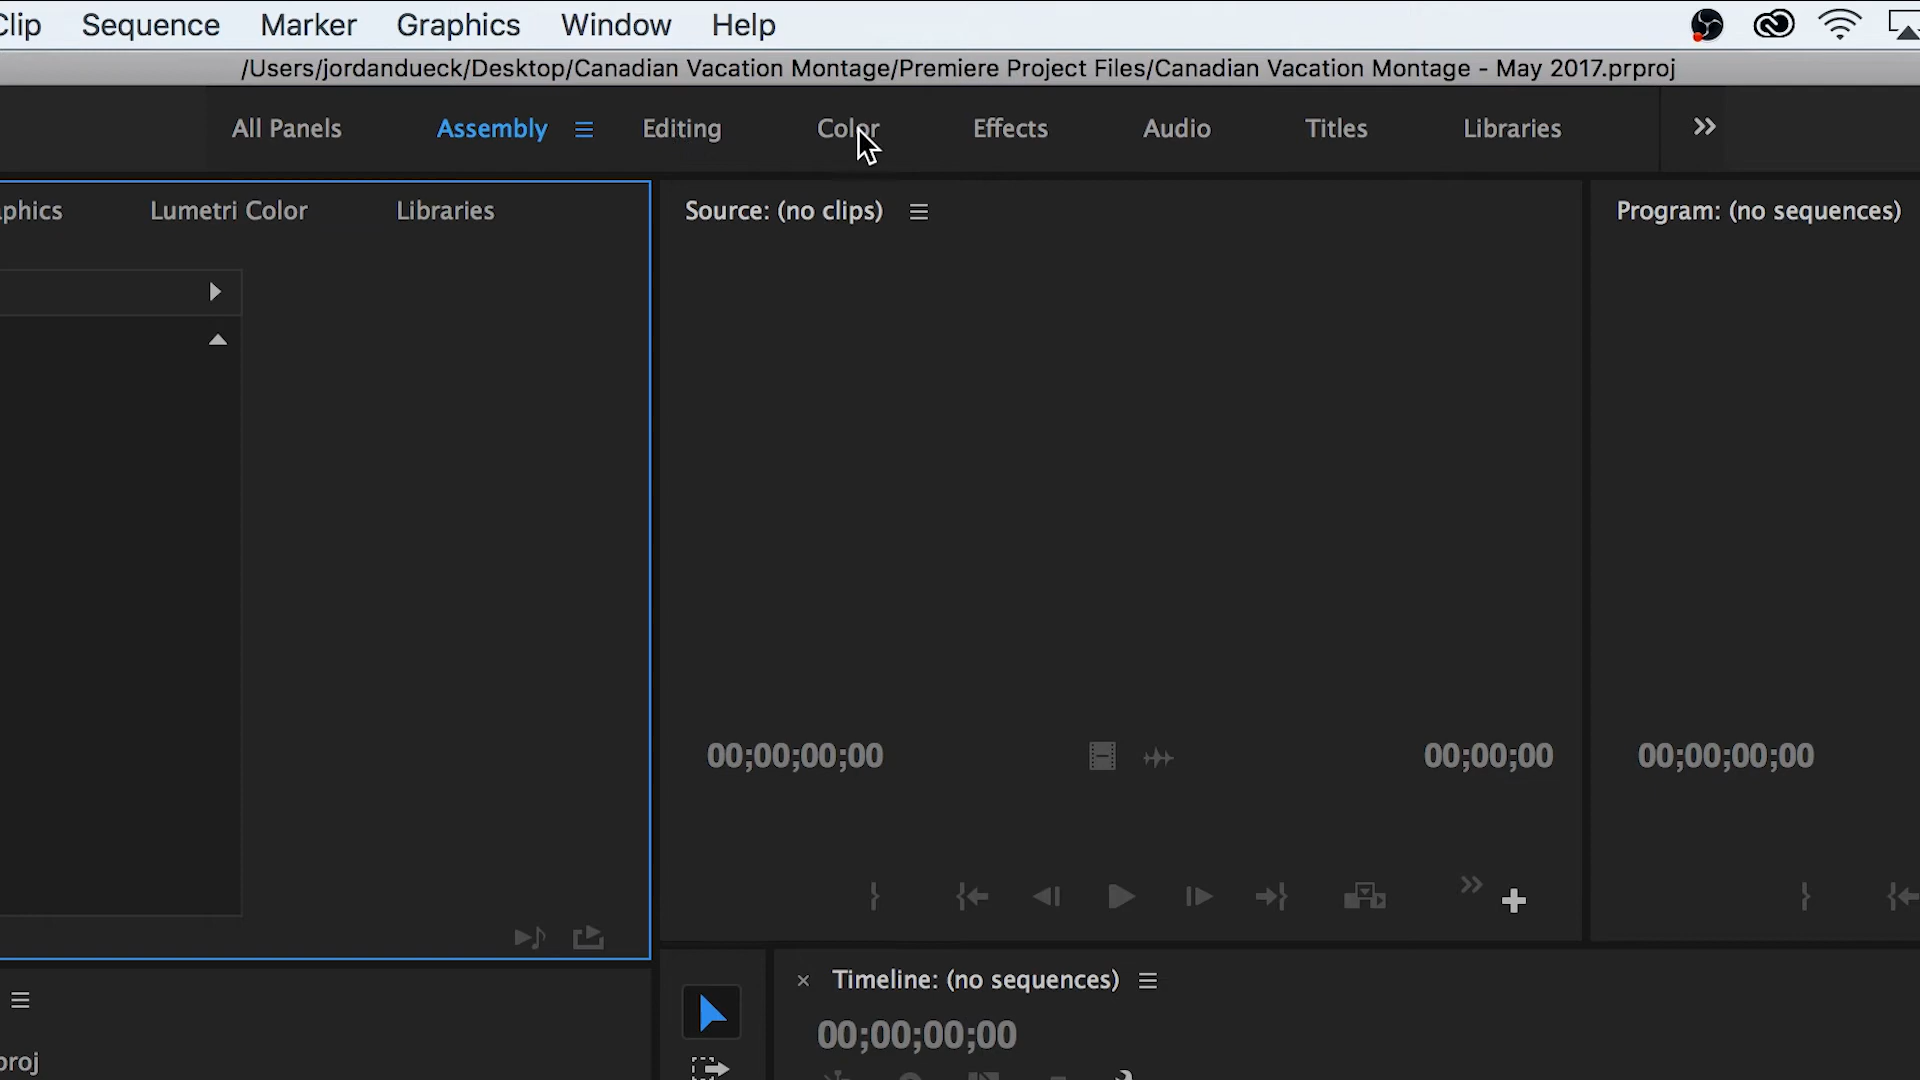 Clip Sequence Marker Graphics Window Help
/Users/jordandueck/Desktop/Canadian Vacation Montage/Premiere Project Files/Canadian Vacation Montage - May 2017.prproj
All Panels Assembly Editing Color Effects Audio Titles Libraries
phics Lumetri Color Libraries Source: (no clips) Program: (no sequences)
00;00;00;00 00;00;00 00;00;00;00
Timeline: (no sequences)
00;00;00;00
proj